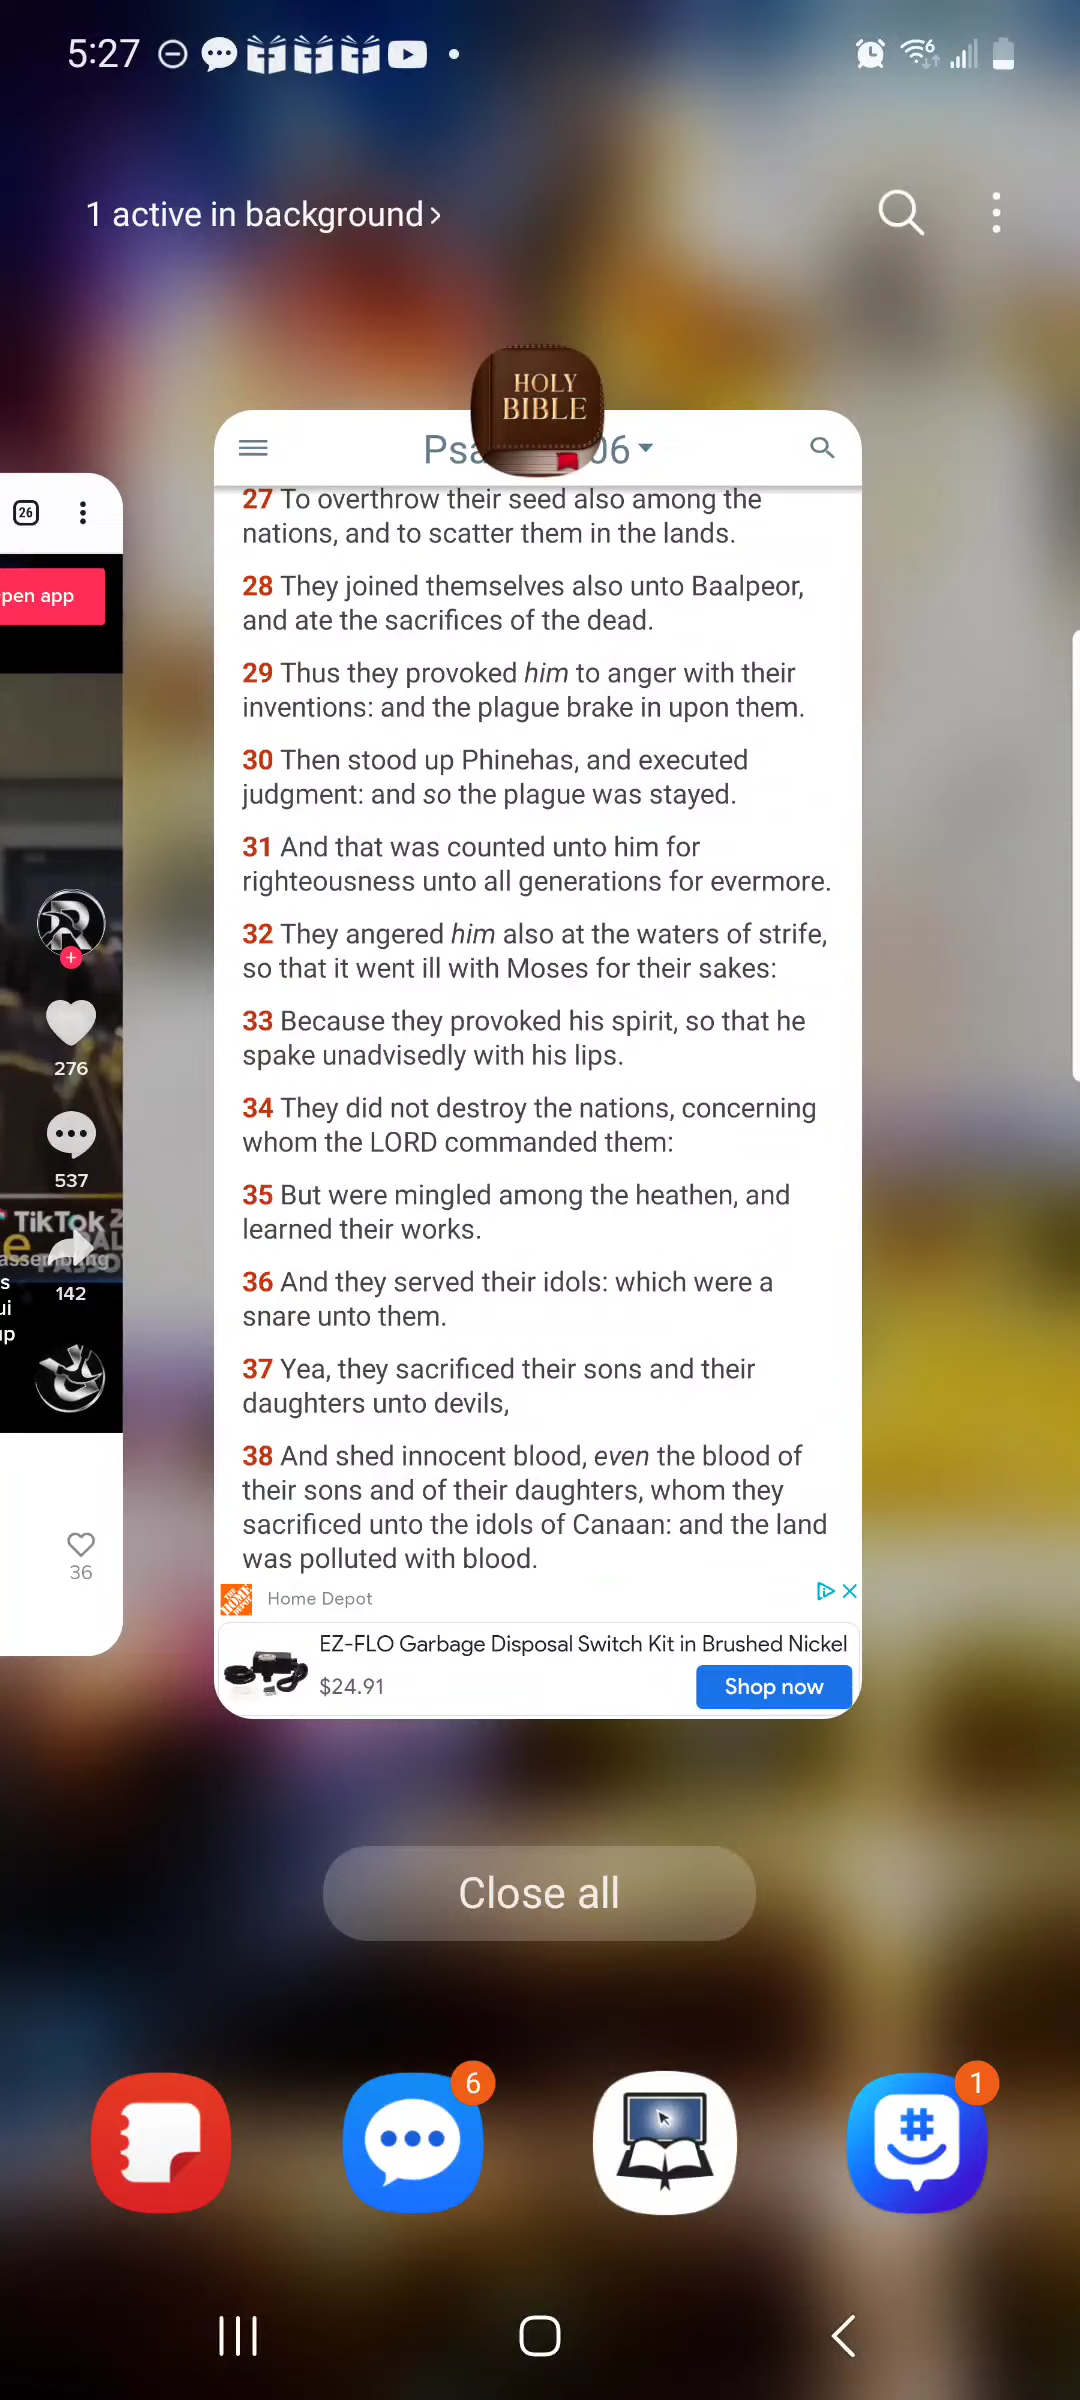 5:27
1 active in background >
HOLY
BIBLE
Psa 06
27 To overthrow their seed also among the
nations, and to scatter them in the lands.
28 They joined themselves also unto Baalpeor,
and ate the sacrifices of the dead.
29 Thus they provoked him to anger with their
inventions: and the plague brake in upon them.
30 Then stood up Phinehas, and executed
judgment: and so the plague was stayed.
31 And that was counted unto him for
righteousness unto all generations for evermore.
32 They angered him also at the waters of strife,
so that it went ill with Moses for their sakes:
33 Because they provoked his spirit, so that he
spake unadvisedly with his lips.
34 They did not destroy the nations, concerning
whom the LORD commanded them:
35 But were mingled among the heathen, and
learned their works.
36 And they served their idols: which were a
snare unto them.
37 Yea, they sacrificed their sons and their
daughters unto devils,
38 And shed innocent blood, even the blood of
their sons and of their daughters, whom they
sacrificed unto the idols of Canaan: and the land
was polluted with blood.
THE HOME DEPOT
Home Depot
EZ-FLO Garbage Disposal Switch Kit in Brushed Nickel
$24.91
Shop now
26
pen app
276
537
TikTok
142
s
ui
up
36
Close all
6
1